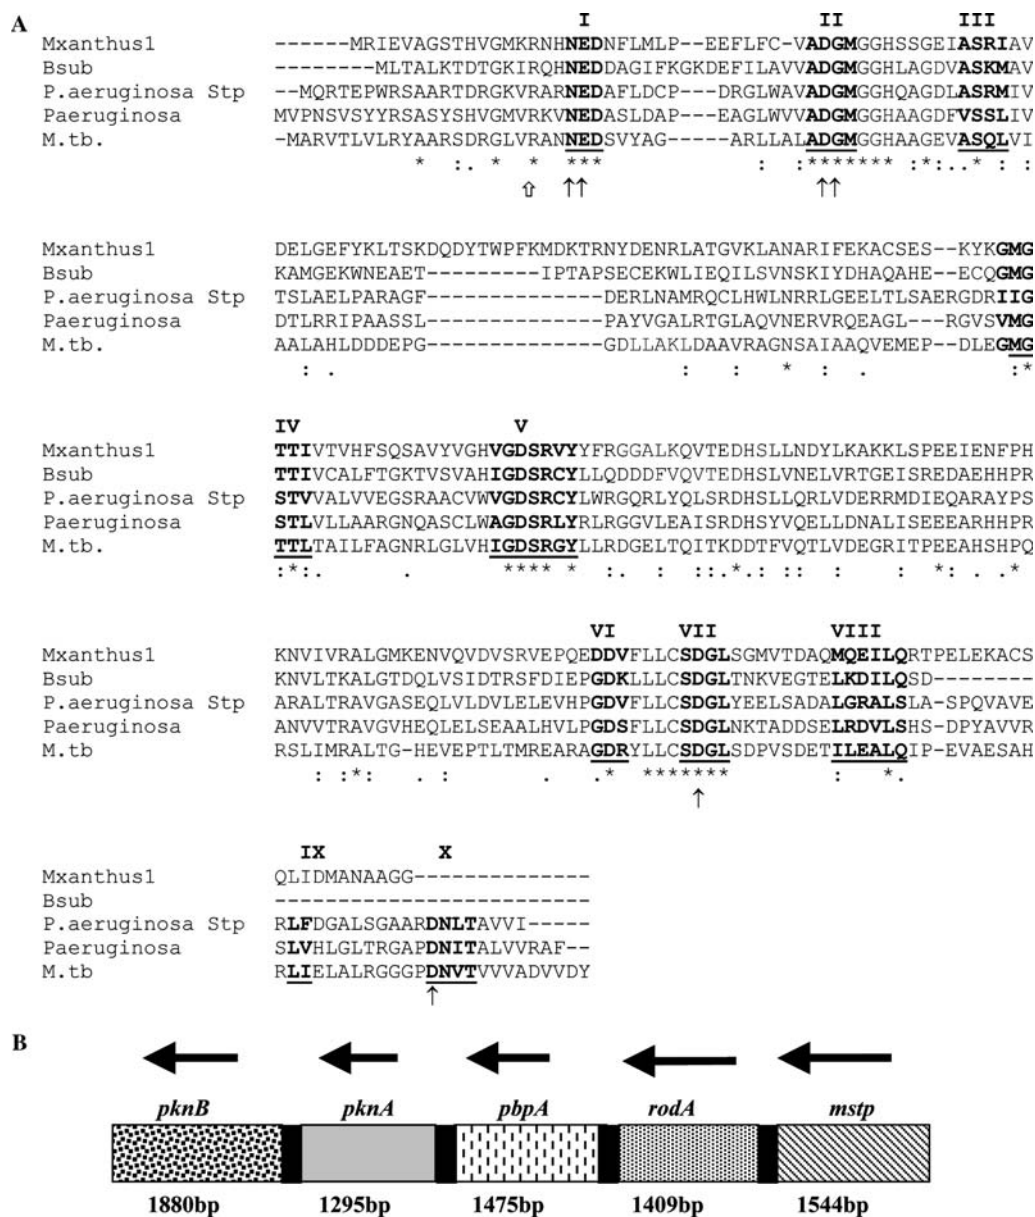 A
I II III
Mxanthus1 ------MRIEVAGSTHVGMKRNHNEDNFLMLP--EEFLFC-VADGMGGHSSGEIASRIAV
Bsub --------MLTALKTDTGKIRQHNEDDAGIFKGKDEFILAVVADGMGGHLAGDVASKMAV
P.aeruginosa Stp --MQRTEPWRSAARTDRGKVRARNEDAFLDCP--DRGLWAVADGMGGHQAGDLASRMIV
Paeruginosa MVPNSVSYYRSASYSHVGMVRKVNEDASLDAP--EAGLWVVADGMGGHAAGDFVSSLIV
M.tb. --MARVTLVLRYAARSDRGLVRANNEDSVYAG----ARLLALADGMGGHAAGEVASQLVI
* :. * * *** : : ******* *: ..* : :
⇧ ↑↑ ↑↑
Mxanthus1 DELGEFYKLTSKDQDYTWPFKMDKTRNYDENRLATGVKLANARIFEKACSES--KYKGMG
Bsub KAMGEKWNEAET---------IPTAPSECEKWLIEQILSVNSKIYDHAQAHE--ECQGMG
P.aeruginosa Stp TSLAELPARAGF--------------DERLNAMRQCLHWLNRRLGEELTLSAERGDRIIG
Paeruginosa DTLRRIPAASSL--------------PAYVGALRTGLAQVNERVRQEAGL---RGVSVMG
M.tb. AALAHLDDDEPG--------------GDLLAKLDAAVRAGNSAIAAQVEMEP--DLEGMG
: . : : * : . :*
IV V
Mxanthus1 TTIVTVHFSQSAVYVGHVGDSRVYYFRGGALKQVTEDHSLLNDYLKAKKLSPEEIENFPH
Bsub TTIVCALFTGKTVSVAHIGDSRCYLLQDDDFVQVTEDHSLVNELVRTGEISREDAEHHPR
P.aeruginosa Stp STVVALVVEGSRAACVWVGDSRCYLWRGQRLYQLSRDHSLLQRLVDERRMDIEQARAYPS
Paeruginosa STLVLLAARGNQASCLWAGDSRLYRLRGGVLEAISRDHSYVQELLDNALISEEEARHHPR
M.tb. TTLTAILFAGNRLGLVHIGDSRGYLLRDGELTQITKDDTFVQTLVDEGRITPEEAHSHPQ
:*:. . **** * :. : ::.*.: :: : : *: . .*
VI VII VIII
Mxanthus1 KNVIVRALGMKENVQVDVSRVEPQEDDVFLLCSDGLSGMVTDAQMQEILQRTPELEKACS
Bsub KNVLTKALGTDQLVSIDTRSFDIEPGDKLLLCSDGLTNKVEGTELKDILQSD--------
P.aeruginosa Stp ARALTRAVGASEQLVLDVLELEVHPGDVFLLCSDGLYEELSADALGRALS-LA-SPQVAVE
Paeruginosa ANVVTRAVGVHEQLELSEAALHVLPGDSFLLCSDGLNKTADDSELRDVLSHS-DPYAVVR
M.tb RSLIMRALTG-HEVEPTLTMREARAGDRYLLCSDGLSDPVSDETILEALQIP-EVAESAH
: :*: . : . .* ******* : *.
↑
IX X
Mxanthus1 QLIDMANAAGG--------------
Bsub -------------------------
P.aeruginosa Stp RLFDGALSGAARDNLTAVVI-----
Paeruginosa SLVHLGLTRGAPDNITALVVRAF--
M.tb RLIELALRGGGPDNVTVVVADVVDY
↑
B
pknB pknA pbpA rodA mstp
1880bp 1295bp 1475bp 1409bp 1544bp